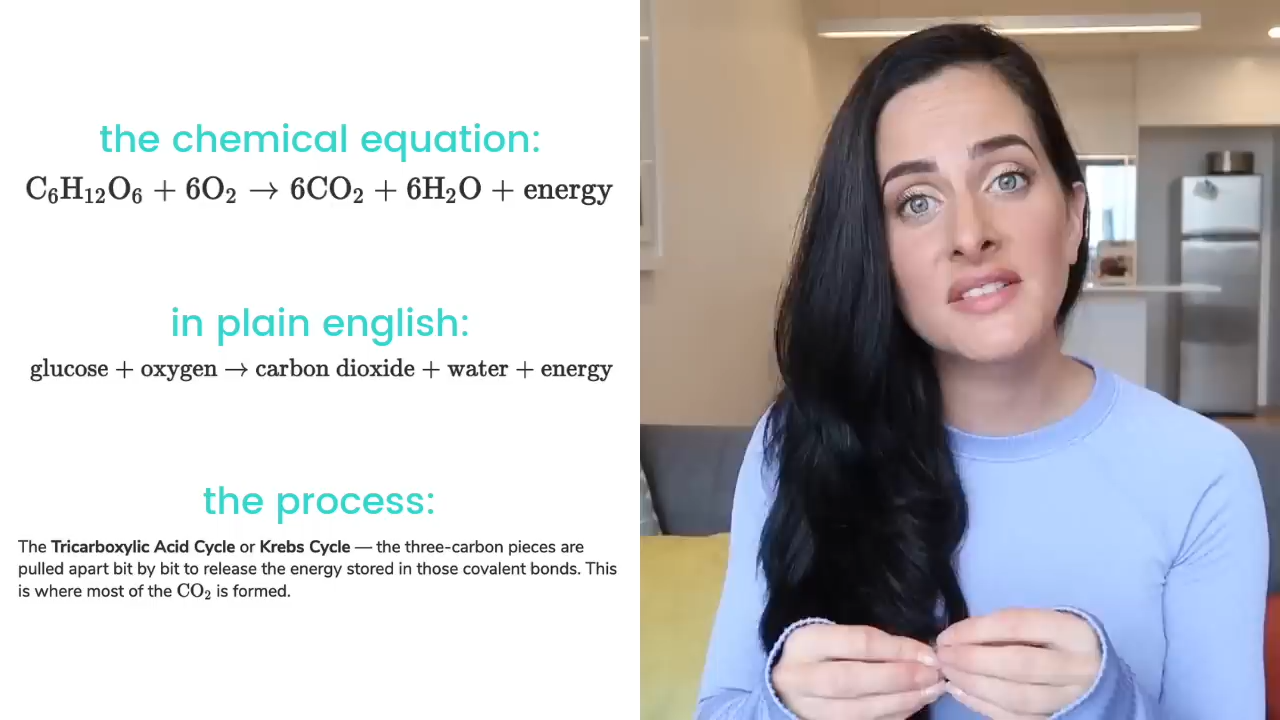 the chemical equation:
C₆H₁₂O₆ + 6O₂ → 6CO₂ + 6H₂O + energy
in plain english:
glucose + oxygen → carbon dioxide + water + energy
the process:
The Tricarboxylic Acid Cycle or Krebs Cycle — the three-carbon pieces are
pulled apart bit by bit to release the energy stored in those covalent bonds. This
is where most of the CO₂ is formed.